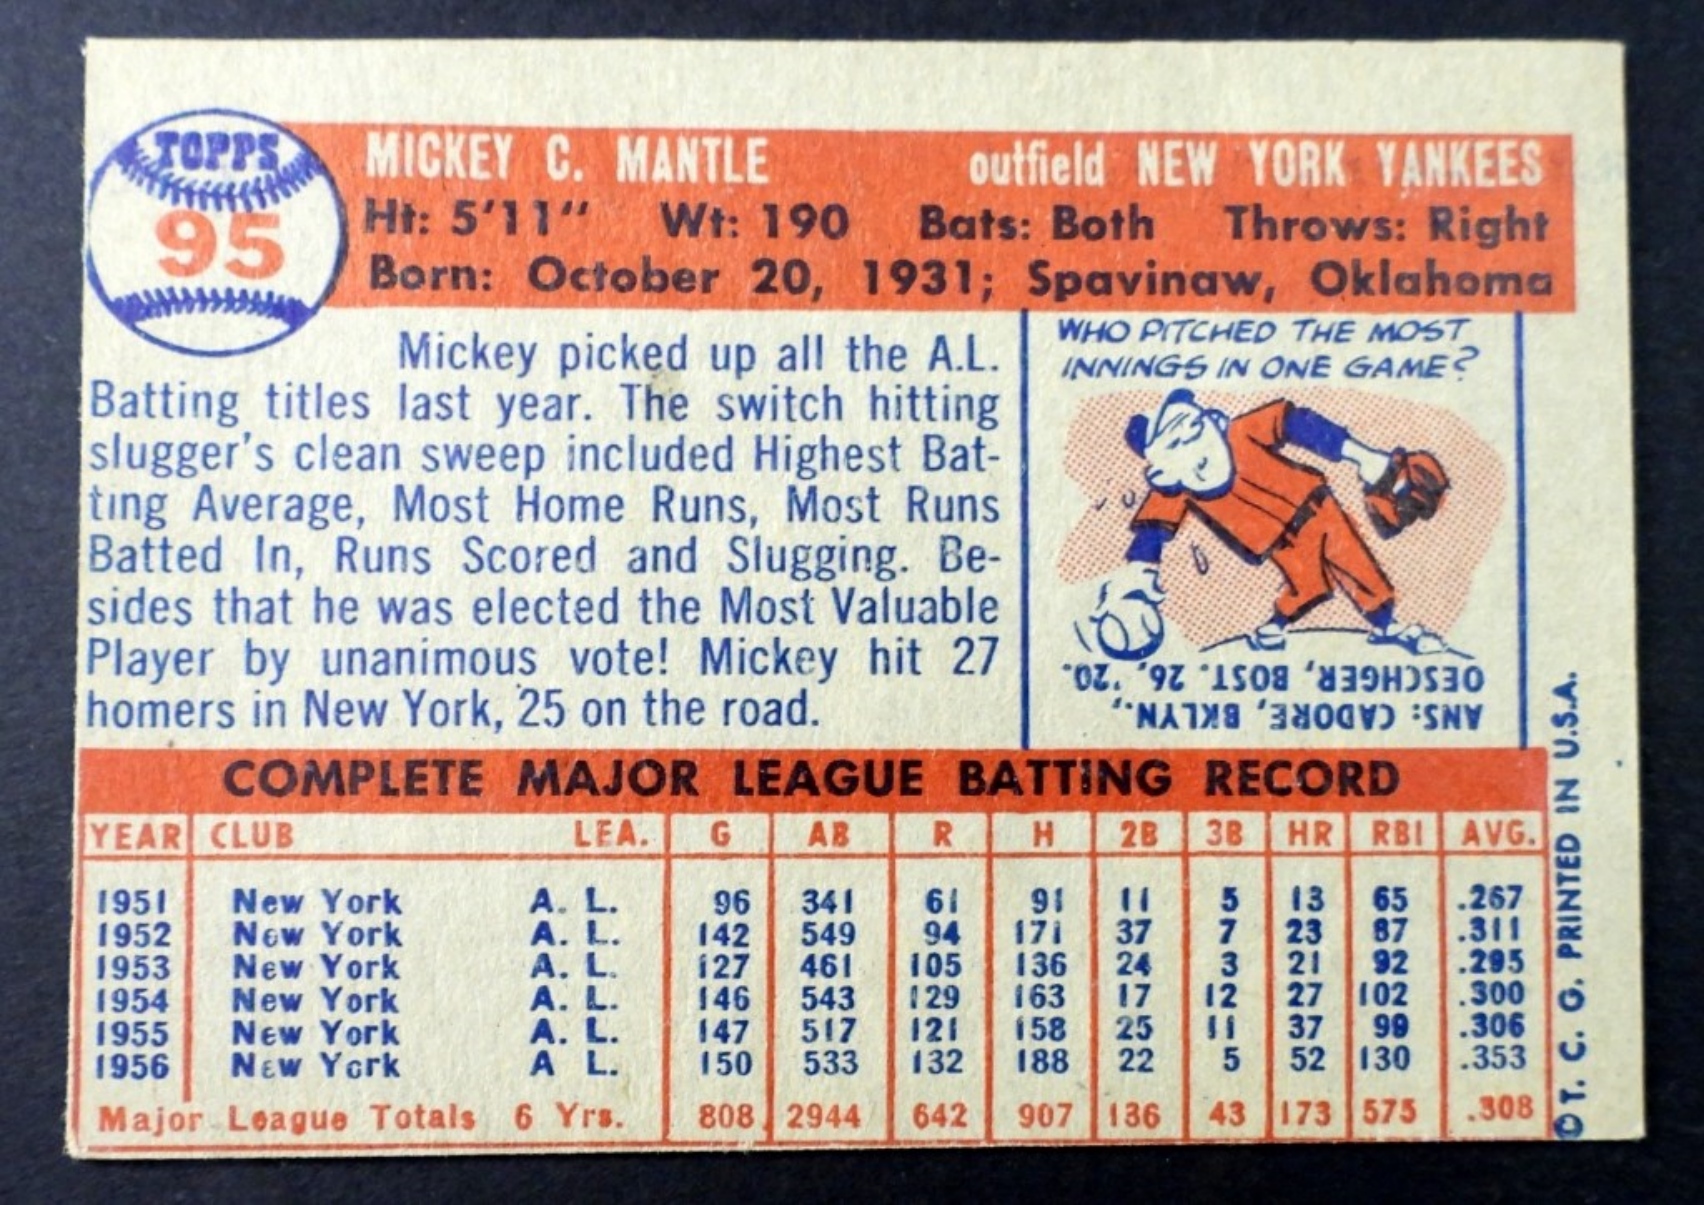 TOPPS
95
MICKEY C. MANTLE outfield NEW YORK YANKEES
Ht: 5'11" Wt: 190 Bats: Both Throws: Right
Born: October 20, 1931; Spavinaw, Oklahoma
Mickey picked up all the A.L.
Batting titles last year. The switch hitting
slugger's clean sweep included Highest Bat-
ting Average, Most Home Runs, Most Runs
Batted In, Runs Scored and Slugging. Be-
sides that he was elected the Most Valuable
Player by unanimous vote! Mickey hit 27
homers in New York, 25 on the road.
WHO PITCHED THE MOST
INNINGS IN ONE GAME?
ANS: CADORE, BKLYN.,
OESCHGER, BOST. 26, '20.
COMPLETE MAJOR LEAGUE BATTING RECORD
YEAR CLUB LEA. G AB R H 2B 3B HR RBI AVG.
1951 New York A. L. 96 341 61 91 11 5 13 65 .267
1952 New York A. L. 142 549 94 171 37 7 23 87 .311
1953 New York A. L. 127 461 105 136 24 3 21 92 .295
1954 New York A. L. 146 543 129 163 17 12 27 102 .300
1955 New York A. L. 147 517 121 158 25 11 37 99 .306
1956 New York A L. 150 533 132 188 22 5 52 130 .353
Major League Totals 6 Yrs. 808 2944 642 907 136 43 173 575 .308
© T. C. G. PRINTED IN U.S.A.